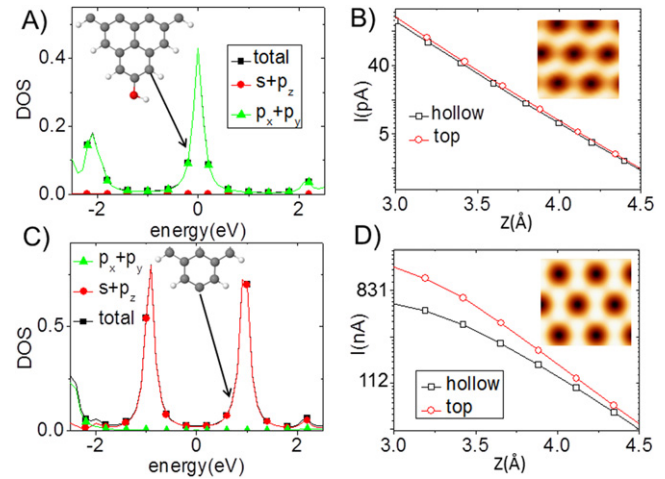 A)
DOS
0.4
0.2
0.0
-2
0
2
energy(eV)
total
s+pz
px+py
B)
I(pA)
40
5
3.0
3.5
4.0
4.5
Z(Å)
hollow
top
C)
DOS
0.5
0.0
-2
0
2
energy(eV)
px+py
s+pz
total
D)
I(nA)
831
112
3.0
3.5
4.0
4.5
Z(Å)
hollow
top